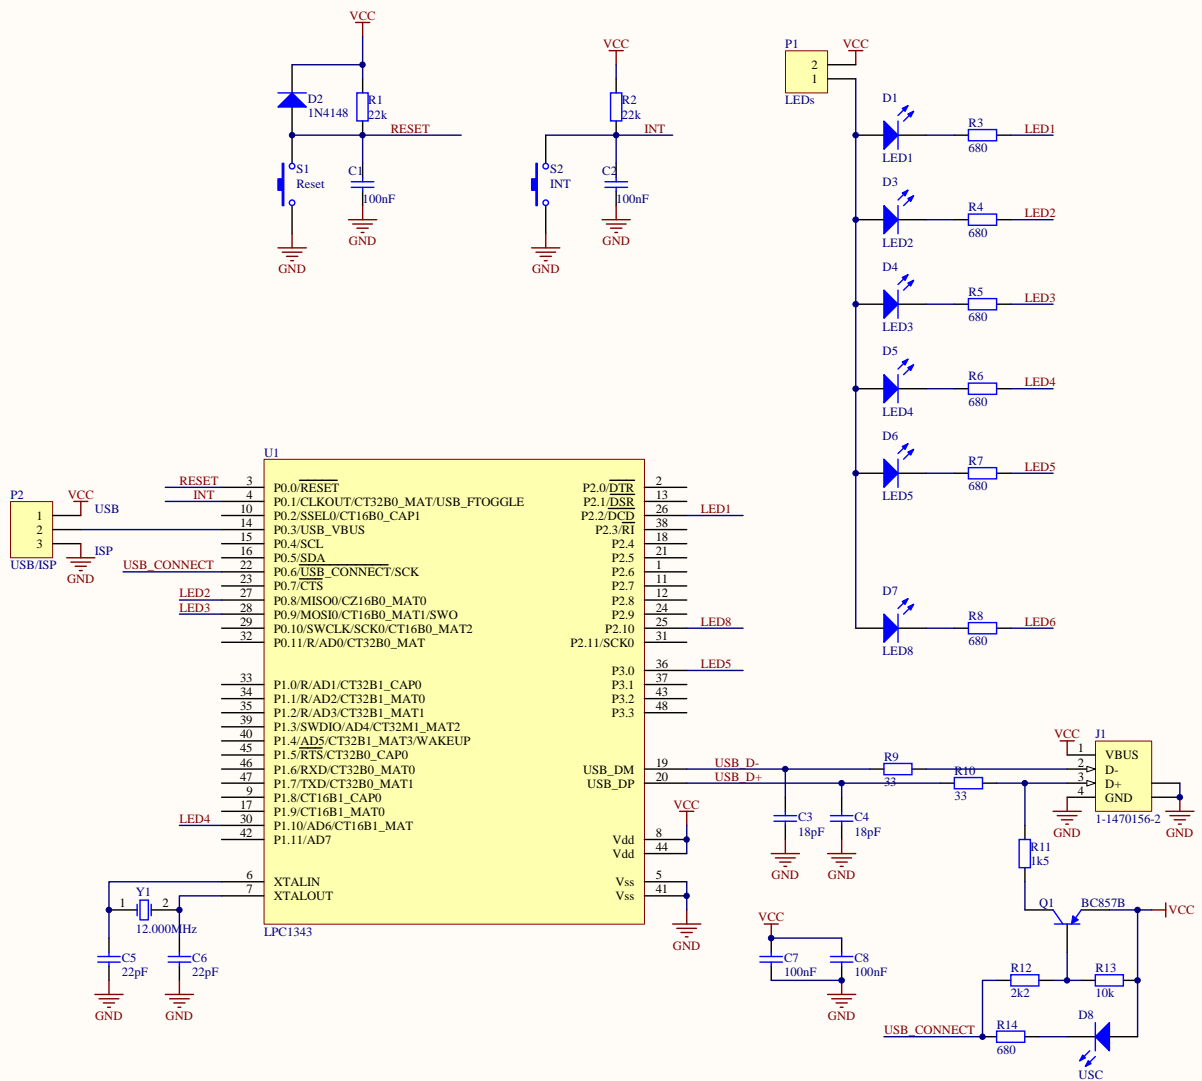 VCC
D2
1N4148
R1
22k
RESET
S1
Reset
C1
100nF
GND
GND
VCC
R2
22k
INT
S2
INT
C2
100nF
GND
GND
P1
VCC
2
1
LEDs
D1
LED1
R3
680
LED1
D3
LED2
R4
680
LED2
D4
LED3
R5
680
LED3
D5
LED4
R6
680
LED4
D6
LED5
R7
680
LED5
D7
LED8
R8
680
LED6
P2
VCC
USB
1
2
3
ISP
USB/ISP
GND
U1
RESET 3 P0.0/RESET
INT 4 P0.1/CLKOUT/CT32B0_MAT/USB_FTOGGLE
10 P0.2/SSEL0/CT16B0_CAP1
14 P0.3/USB_VBUS
15 P0.4/SCL
16 P0.5/SDA
USB_CONNECT 22 P0.6/USB_CONNECT/SCK
23 P0.7/CTS
LED2 27 P0.8/MISO0/CZ16B0_MAT0
LED3 28 P0.9/MOSI0/CT16B0_MAT1/SWO
29 P0.10/SWCLK/SCK0/CT16B0_MAT2
32 P0.11/R/AD0/CT32B0_MAT
33 P1.0/R/AD1/CT32B1_CAP0
34 P1.1/R/AD2/CT32B1_MAT0
35 P1.2/R/AD3/CT32B1_MAT1
39 P1.3/SWDIO/AD4/CT32M1_MAT2
40 P1.4/AD5/CT32B1_MAT3/WAKEUP
45 P1.5/RTS/CT32B0_CAP0
46 P1.6/RXD/CT32B0_MAT0
47 P1.7/TXD/CT32B0_MAT1
9 P1.8/CT16B1_CAP0
17 P1.9/CT16B1_MAT0
LED4 30 P1.10/AD6/CT16B1_MAT
42 P1.11/AD7
6 XTALIN
7 XTALOUT
LPC1343
P2.0/DTR 2
P2.1/DSR 13
P2.2/DCD 26 LED1
P2.3/RI 38
P2.4 18
P2.5 21
P2.6 1
P2.7 11
P2.8 12
P2.9 24
P2.10 25 LED8
P2.11/SCK0 31
P3.0 36 LED5
P3.1 37
P3.2 43
P3.3 48
USB_DM 19 USB_D-
USB_DP 20 USB_D+
Vdd 8
Vdd 44
Vss 5
Vss 41
VCC
GND
1 Y1 2
12.000MHz
C5
22pF
C6
22pF
GND
GND
C3
18pF
C4
18pF
GND
GND
R9
33
R10
33
VCC
J1
1 VBUS
2 D-
3 D+
4 GND
1-1470156-2
GND
GND
R11
1k5
Q1
BC857B
VCC
R12
2k2
R13
10k
USB_CONNECT
R14
680
D8
USC
VCC
C7
100nF
C8
100nF
GND